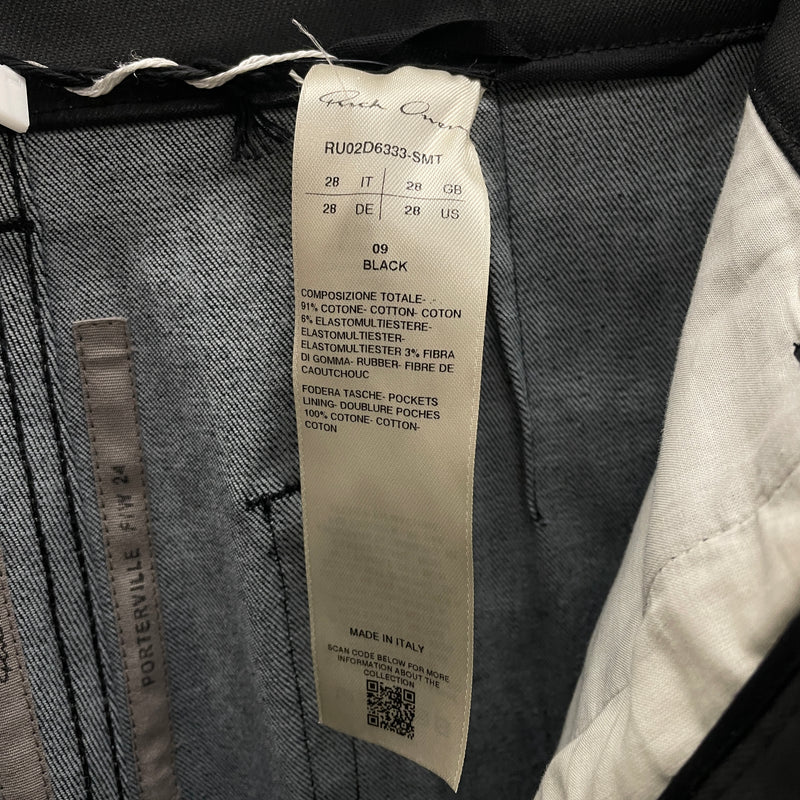 Rick Owens
RU02D6333-SMT
28 IT 28 GB
28 DE 28 US
09
BLACK
COMPOSIZIONE TOTALE-
91% COTONE- COTTON- COTON
6% ELASTOMULTIESTERE-
ELASTOMULTIESTER-
ELASTOMULTIESTER 3% FIBRA
DI GOMMA- RUBBER- FIBRE DE
CAOUTCHOUC
FODERA TASCHE- POCKETS
LINING- DOUBLURE POCHES
100% COTONE- COTTON-
COTON
MADE IN ITALY
SCAN CODE BELOW FOR MORE
INFORMATION ABOUT THE
COLLECTION
PORTERVILLE F/W 24